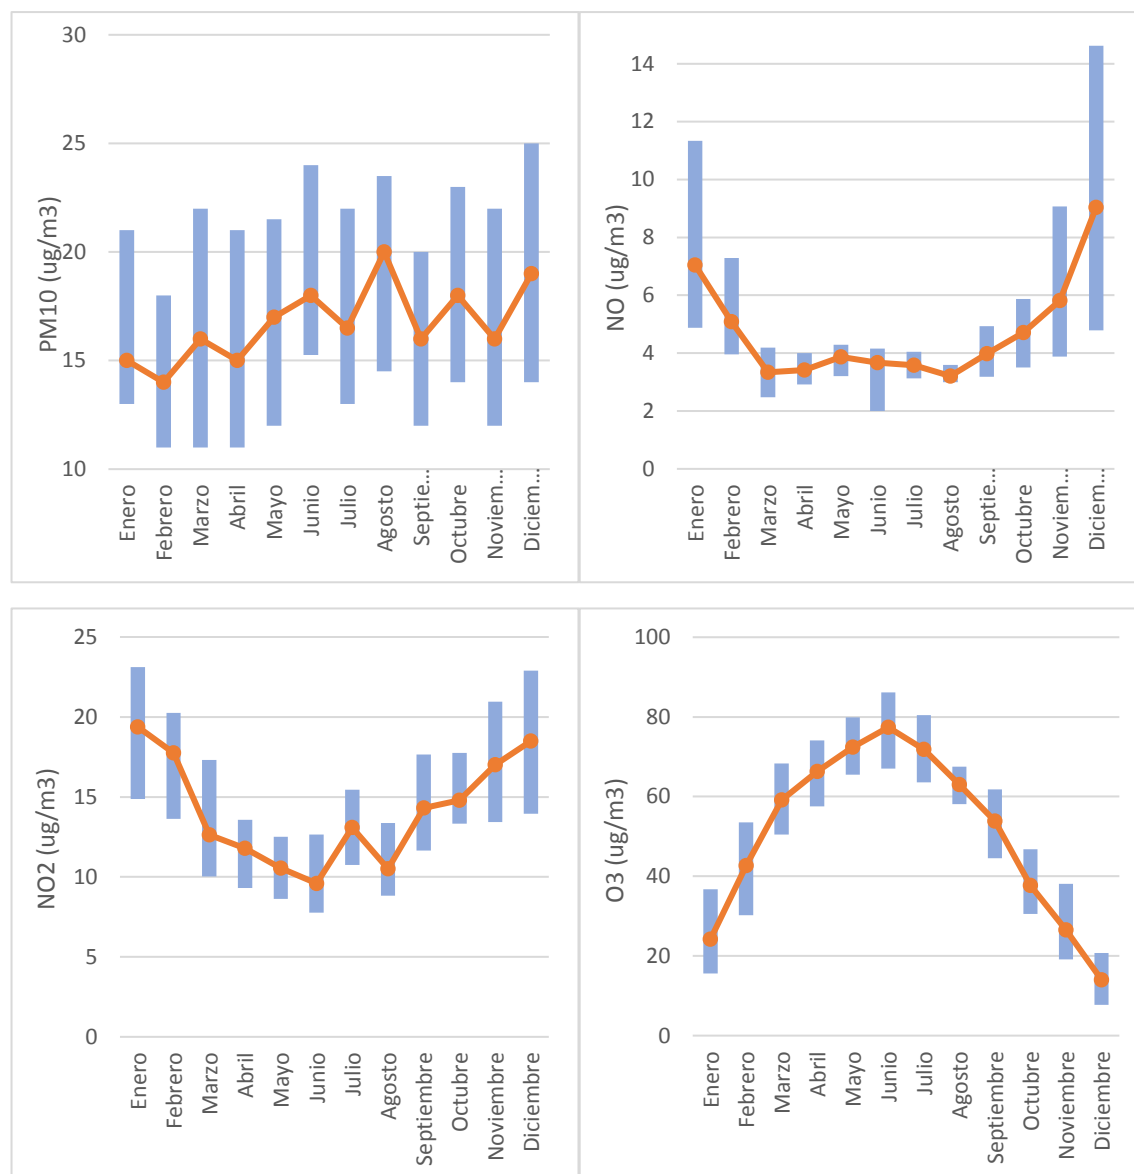 PM10 (ug/m3)
30
25
20
15
10
Enero
Febrero
Marzo
Abril
Mayo
Junio
Julio
Agosto
Septie...
Octubre
Noviem...
Diciem...
NO (ug/m3)
14
12
10
8
6
4
2
0
Enero
Febrero
Marzo
Abril
Mayo
Junio
Julio
Agosto
Septie...
Octubre
Noviem...
Diciem...
NO2 (ug/m3)
25
20
15
10
5
0
Enero
Febrero
Marzo
Abril
Mayo
Junio
Julio
Agosto
Septiembre
Octubre
Noviembre
Diciembre
O3 (ug/m3)
100
80
60
40
20
0
Enero
Febrero
Marzo
Abril
Mayo
Junio
Julio
Agosto
Septiembre
Octubre
Noviembre
Diciembre